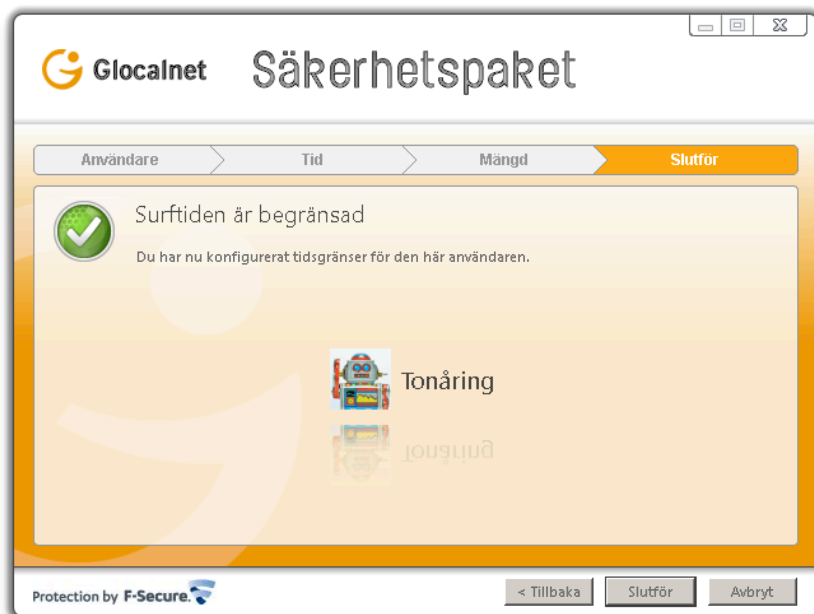 Glocalnet Säkerhetspaket
Användare Tid Mängd Slutför
Surftiden är begränsad
Du har nu konfigurerat tidsgränser för den här användaren.
Tonåring
Tonåring
Protection by F-Secure. < Tillbaka Slutför Avbryt